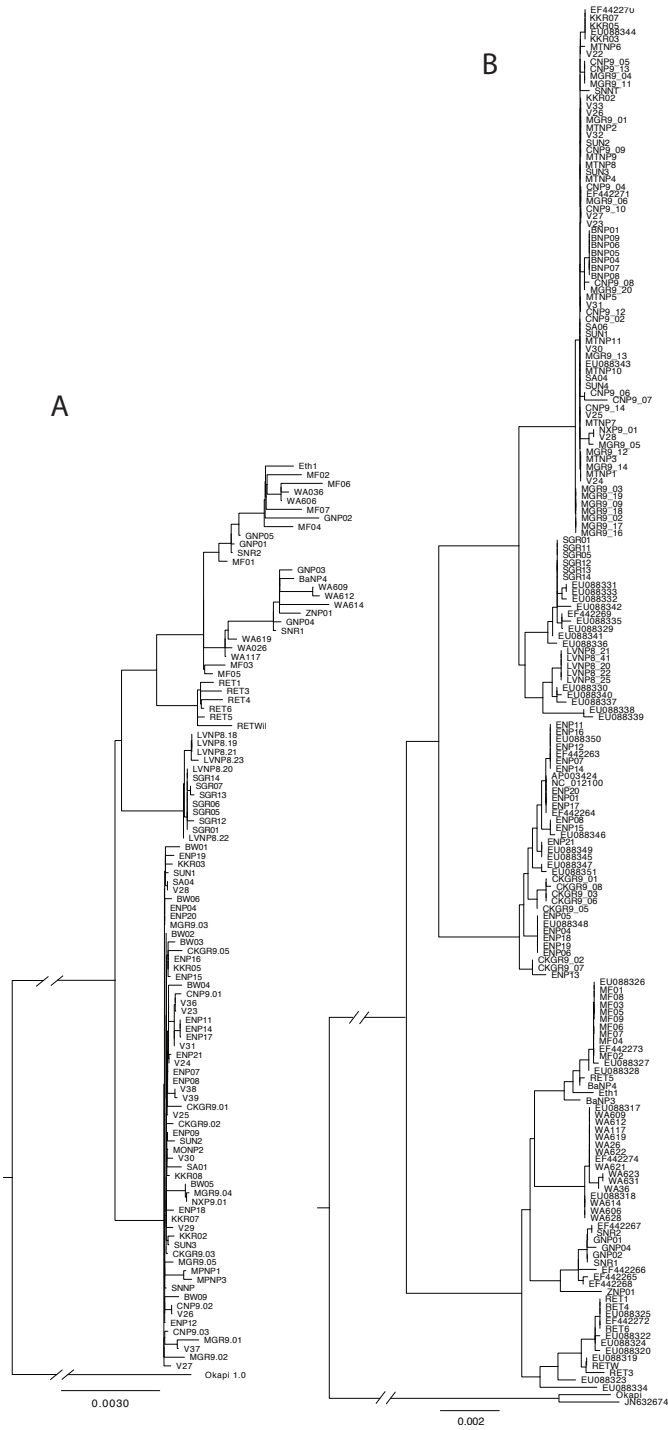 A
Eth1
MF02
MF06
WA036
WA606
MF07
GNP02
MF04
GNP05
GNP01
SNR2
MF01
GNP03
BaNP4
WA609
WA612
WA614
ZNP01
GNP04
SNR1
WA619
WA026
WA117
MF03
MF05
RET1
RET3
RET4
RET6
RET5
RETWil
LVNP8.18
LVNP8.19
LVNP8.21
LVNP8.23
LVNP8.20
SGR14
SGR07
SGR13
SGR06
SGR05
SGR12
SGR01
LVNP8.22
BW01
ENP19
KKR03
SUN1
SA04
V28
BW06
ENP04
ENP20
MGR9.03
BW02
BW03
CKGR9.05
ENP16
KKR05
ENP15
BW04
CNP9.01
V36
V23
ENP11
ENP14
ENP17
V31
ENP21
V24
ENP07
ENP08
V38
V39
CKGR9.01
V25
CKGR9.02
ENP09
SUN2
MONP2
V30
SA01
KKR08
BW05
MGR9.04
NXP9.01
ENP18
KKR07
V29
KKR02
SUN3
CKGR9.03
MGR9.05
MPNP1
MPNP3
SNNP
BW09
CNP9.02
V26
ENP12
CNP9.03
MGR9.01
V37
MGR9.02
V27
Okapi 1.0
0.0030
B
EF442270
KKR07
KKR05
EU088344
KKR03
MTNP6
V22
CNP9_05
CNP9_13
MGR9_04
MGR9_11
SNNT
KKR02
V33
V26
MGR9_01
MTNP2
V32
SUN2
CNP9_09
MTNP9
MTNP8
SUN3
MTNP4
CNP9_04
EF442271
MGR9_06
CNP9_10
V27
V23
BNP01
BNP09
BNP06
BNP05
BNP04
BNP07
BNP08
CNP9_08
MGR9_20
MTNP5
V31
CNP9_12
CNP9_02
SA06
SUN1
MTNP11
V30
MGR9_13
EU088343
MTNP10
SA04
SUN4
CNP9_06
CNP9_07
CNP9_14
V25
MTNP7
NXP9_01
V28
MGR9_05
MGR9_12
MTNP3
MGR9_14
MTNP1
V24
MGR9_03
MGR9_19
MGR9_09
MGR9_18
MGR9_02
MGR9_17
MGR9_16
SGR01
SGR11
SGR05
SGR12
SGR13
SGR14
EU088331
EU088333
EU088332
EU088342
EF442269
EU088335
EU088329
EU088341
EU088336
LVNP8_21
LVNP8_41
LVNP8_20
LVNP8_22
LVNP8_25
EU088330
EU088340
EU088337
EU088338
EU088339
ENP11
ENP16
EU088350
ENP12
EF442263
ENP07
ENP14
AP003424
NC_012100
ENP20
ENP01
ENP17
EF442264
ENP08
ENP15
EU088346
ENP21
EU088349
EU088345
EU088347
EU088351
CKGR9_01
CKGR9_08
CKGR9_03
CKGR9_06
CKGR9_05
ENP05
EU088348
ENP04
ENP18
ENP19
ENP06
CKGR9_02
CKGR9_07
ENP13
EU088326
MF01
MF08
MF03
MF05
MF09
MF06
MF07
MF04
EF442273
MF02
EU088327
EU088328
RET5
BaNP4
Eth1
BaNP3
EU088317
WA609
WA612
WA117
WA619
WA26
WA622
EF442274
WA621
WA623
WA631
WA36
EU088318
WA614
WA606
WA628
EF442267
SNR2
GNP01
GNP04
GNP02
SNR1
EF442266
EF442265
EF442268
ZNP01
RET1
RET4
EU088325
EF442272
RET6
EU088322
EU088324
EU088320
EU088319
RETW
RET3
EU088323
EU088334
Okapi
JN632674
0.002